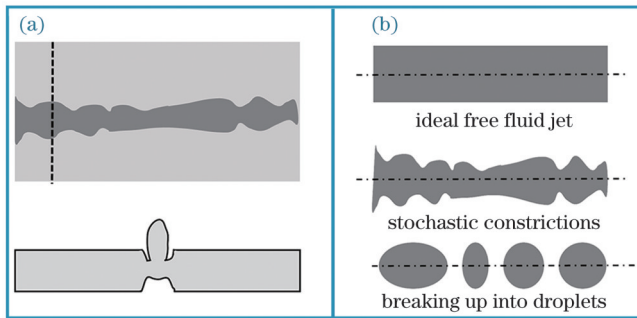 (a)
(b)
ideal free fluid jet
stochastic constrictions
breaking up into droplets